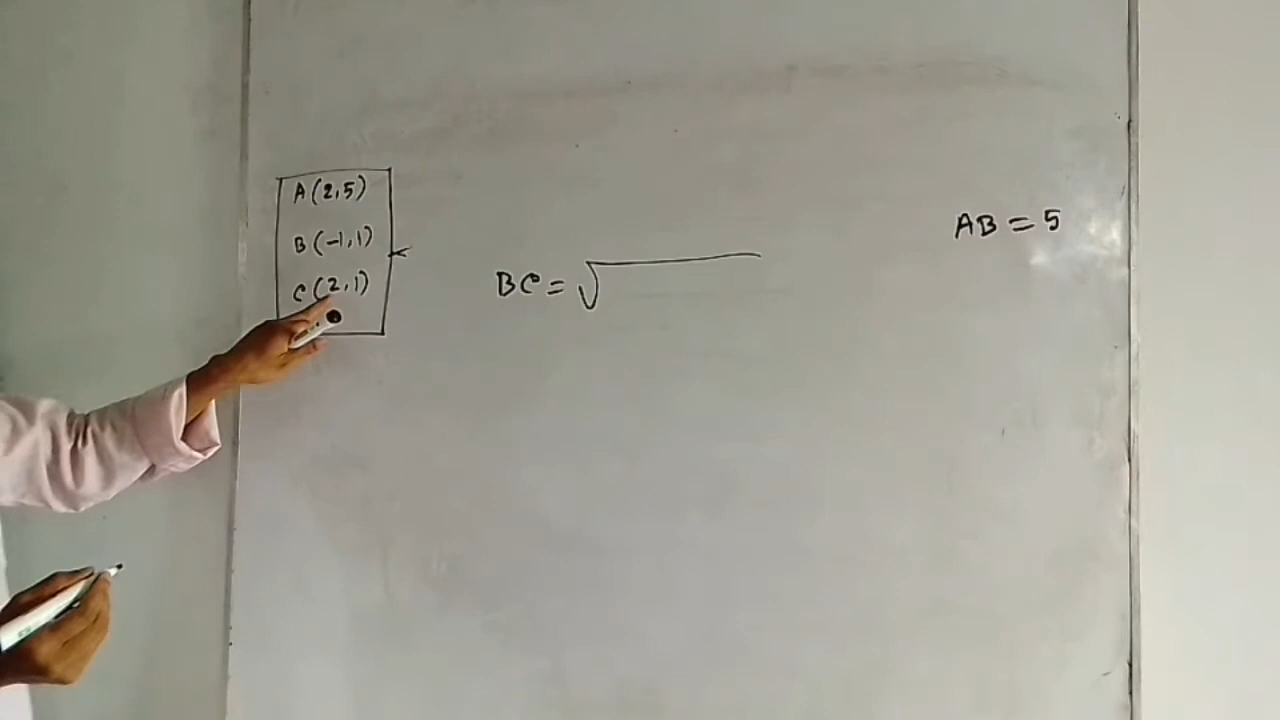 A(2,5)
B(-1,1)
C(2,1)
BC = √
AB = 5